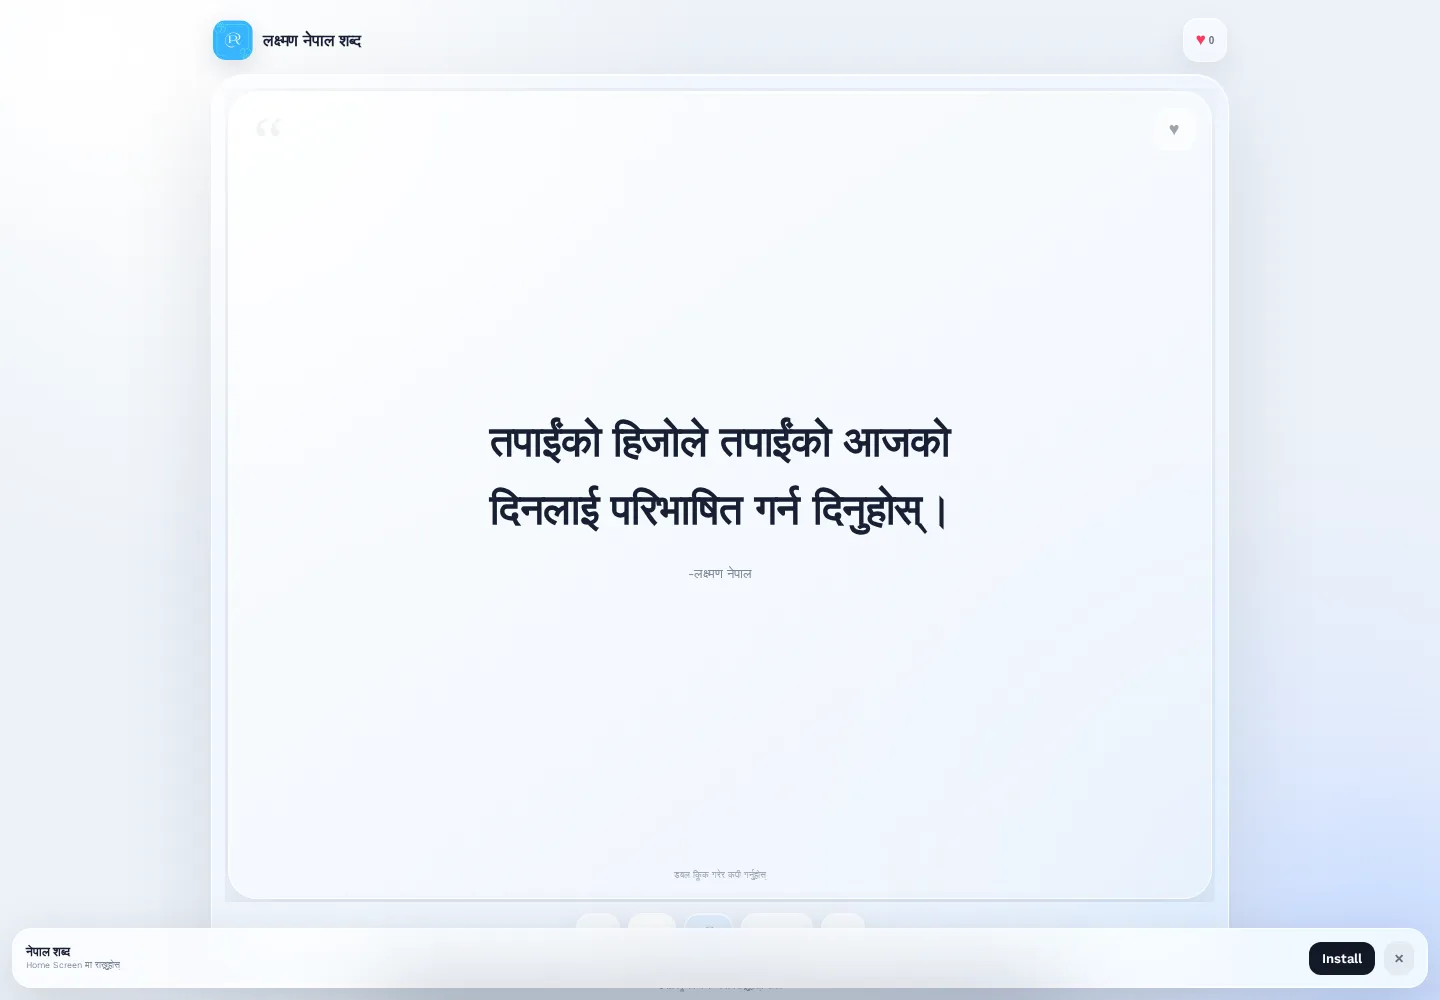 लक्ष्मण नेपाल शब्द
♥ 0
“
♥
तपाईंको हिजोले तपाईंको आजको
दिनलाई परिभाषित गर्न दिनुहोस्।
-लक्ष्मण नेपाल
डबल क्लिक गरेर कपी गर्नुहोस्
नेपाल शब्द
Home Screen मा राख्नुहोस्
Install
×